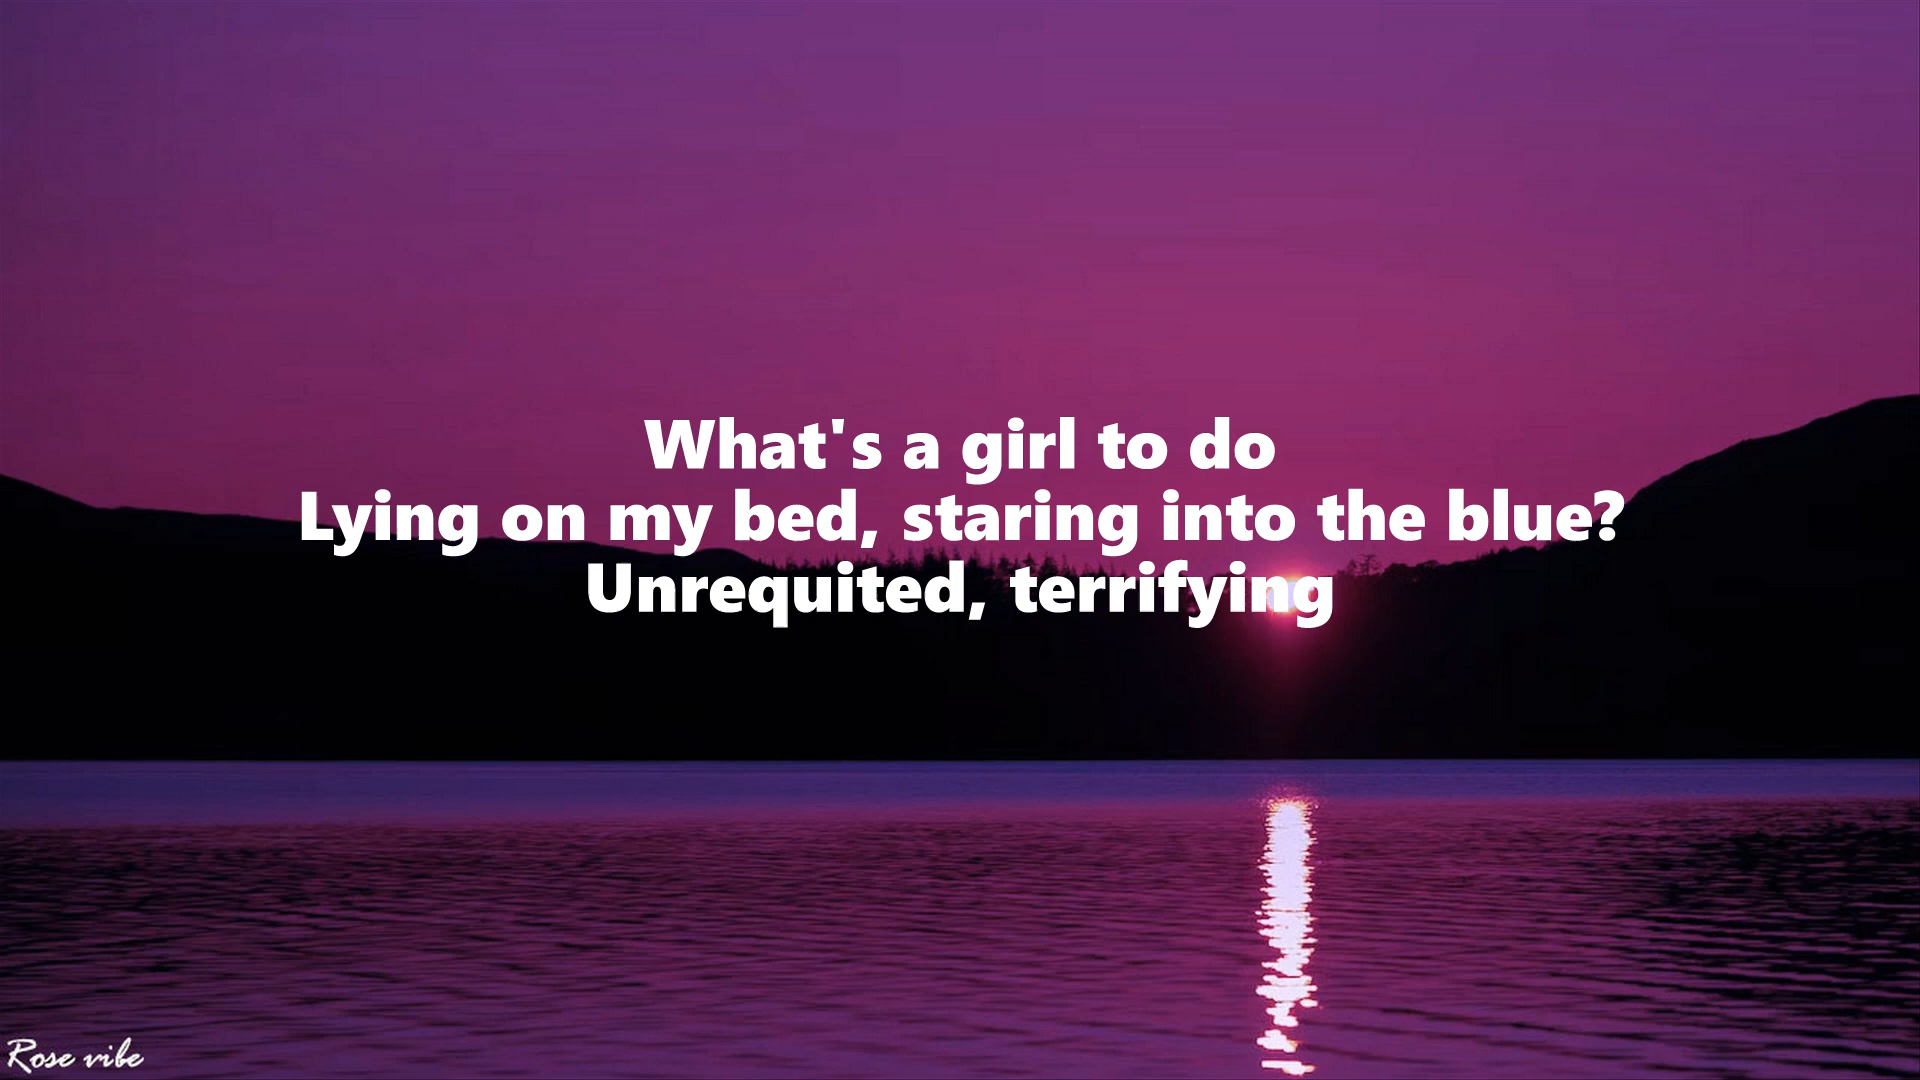 What's a girl to do
Lying on my bed, staring into the blue?
Unrequited, terrifying
Rose vibe